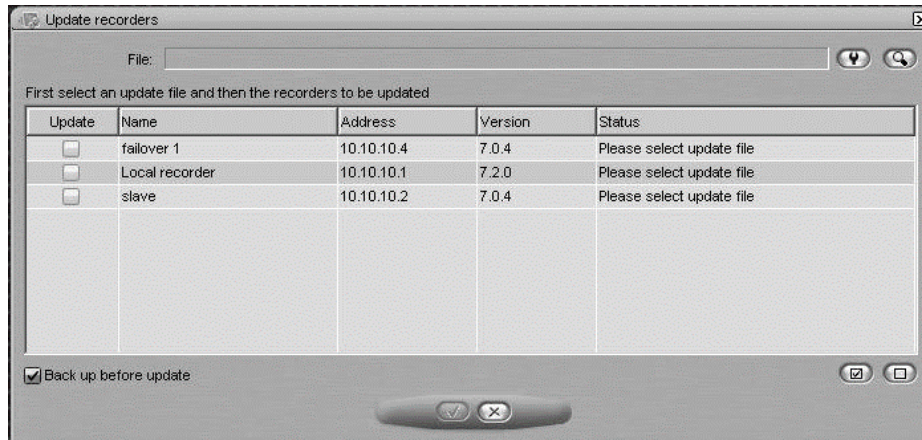 Update recorders
File:
First select an update file and then the recorders to be updated
Update Name Address Version Status
failover 1 10.10.10.4 7.0.4 Please select update file
Local recorder 10.10.10.1 7.2.0 Please select update file
slave 10.10.10.2 7.0.4 Please select update file
Back up before update